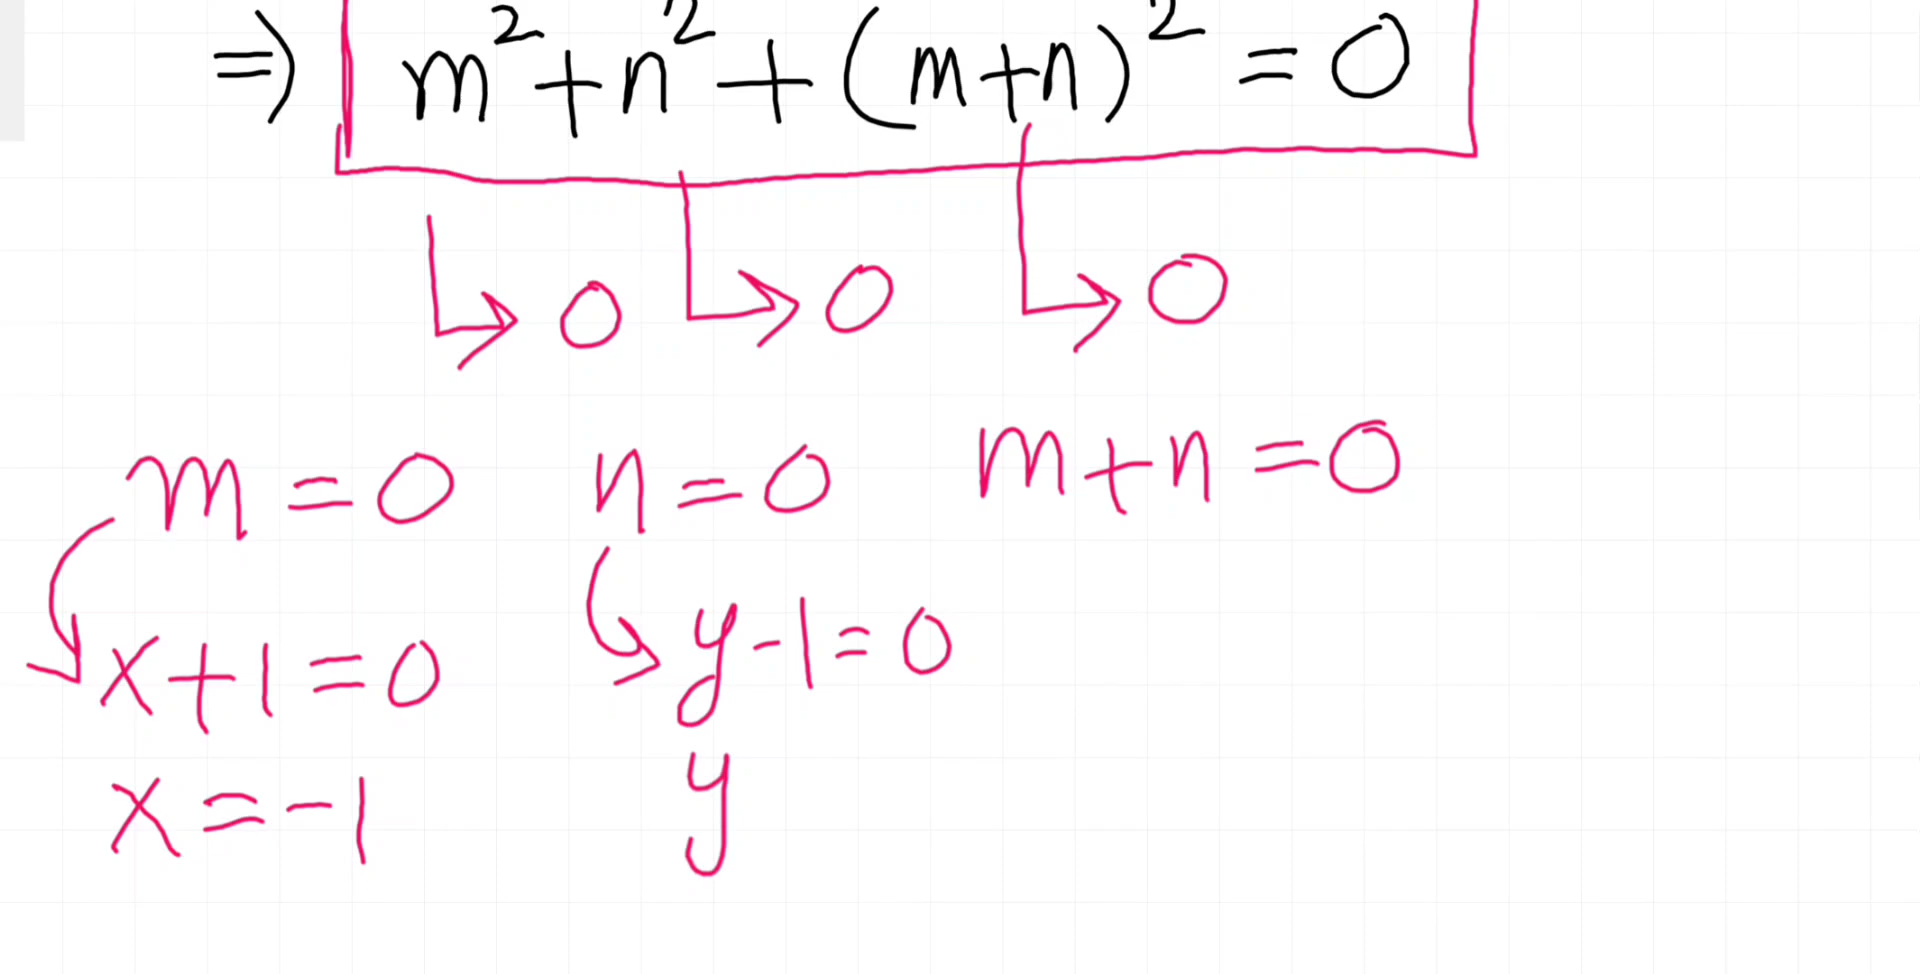 ⇒ m²+n²+(m+n)²=0
→0 →0 →0
m=0 n=0 m+n=0
x+1=0 y-1=0
x=-1 y